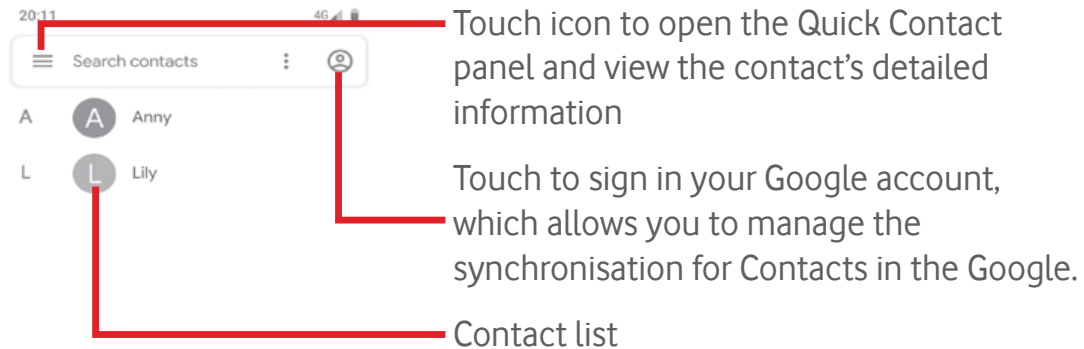 20:11 4G
Touch icon to open the Quick Contact
panel and view the contact's detailed
information
Search contacts
A A Anny
L L Lily
Touch to sign in your Google account,
which allows you to manage the
synchronisation for Contacts in the Google.
Contact list